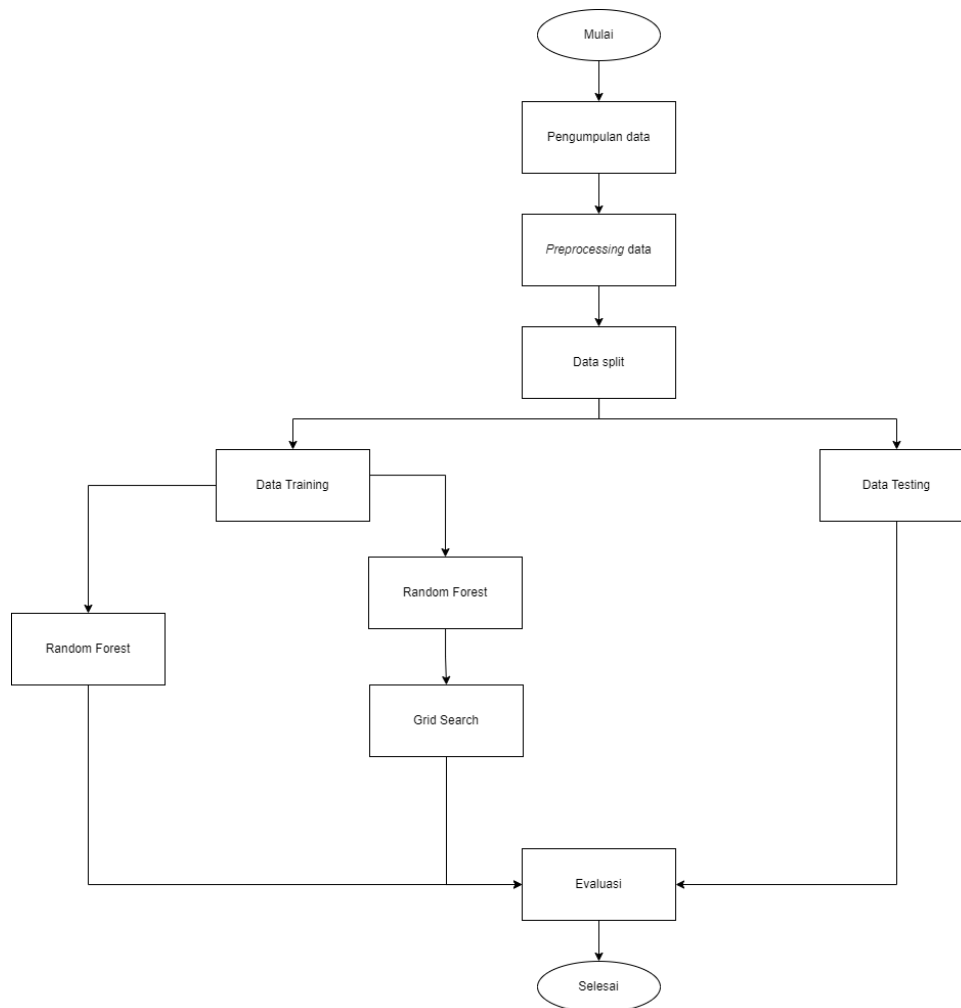 Mulai
Pengumpulan data
Preprocessing data
Data split
Data Training
Data Testing
Random Forest
Random Forest
Grid Search
Evaluasi
Selesai